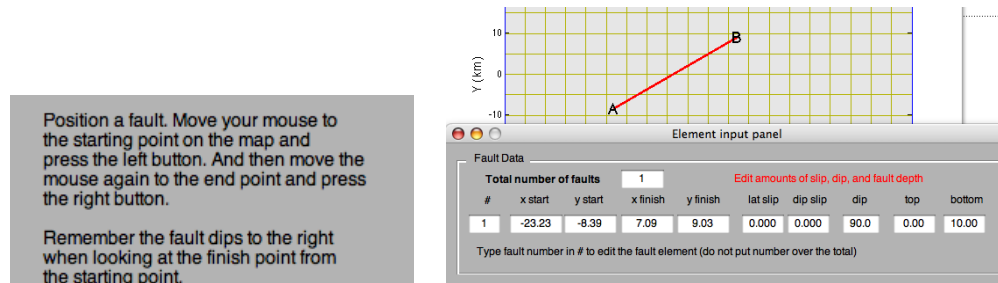 Position a fault. Move your mouse to
the starting point on the map and
press the left button. And then move the
mouse again to the end point and press
the right button.
Remember the fault dips to the right
when looking at the finish point from
the starting point.
10
0
-10
Y (km)
A
B
Element input panel
Fault Data
Total number of faults 1 Edit amounts of slip, dip, and fault depth
# x start y start x finish y finish lat slip dip slip dip top bottom
1 -23.23 -8.39 7.09 9.03 0.000 0.000 90.0 0.00 10.00
Type fault number in # to edit the fault element (do not put number over the total)